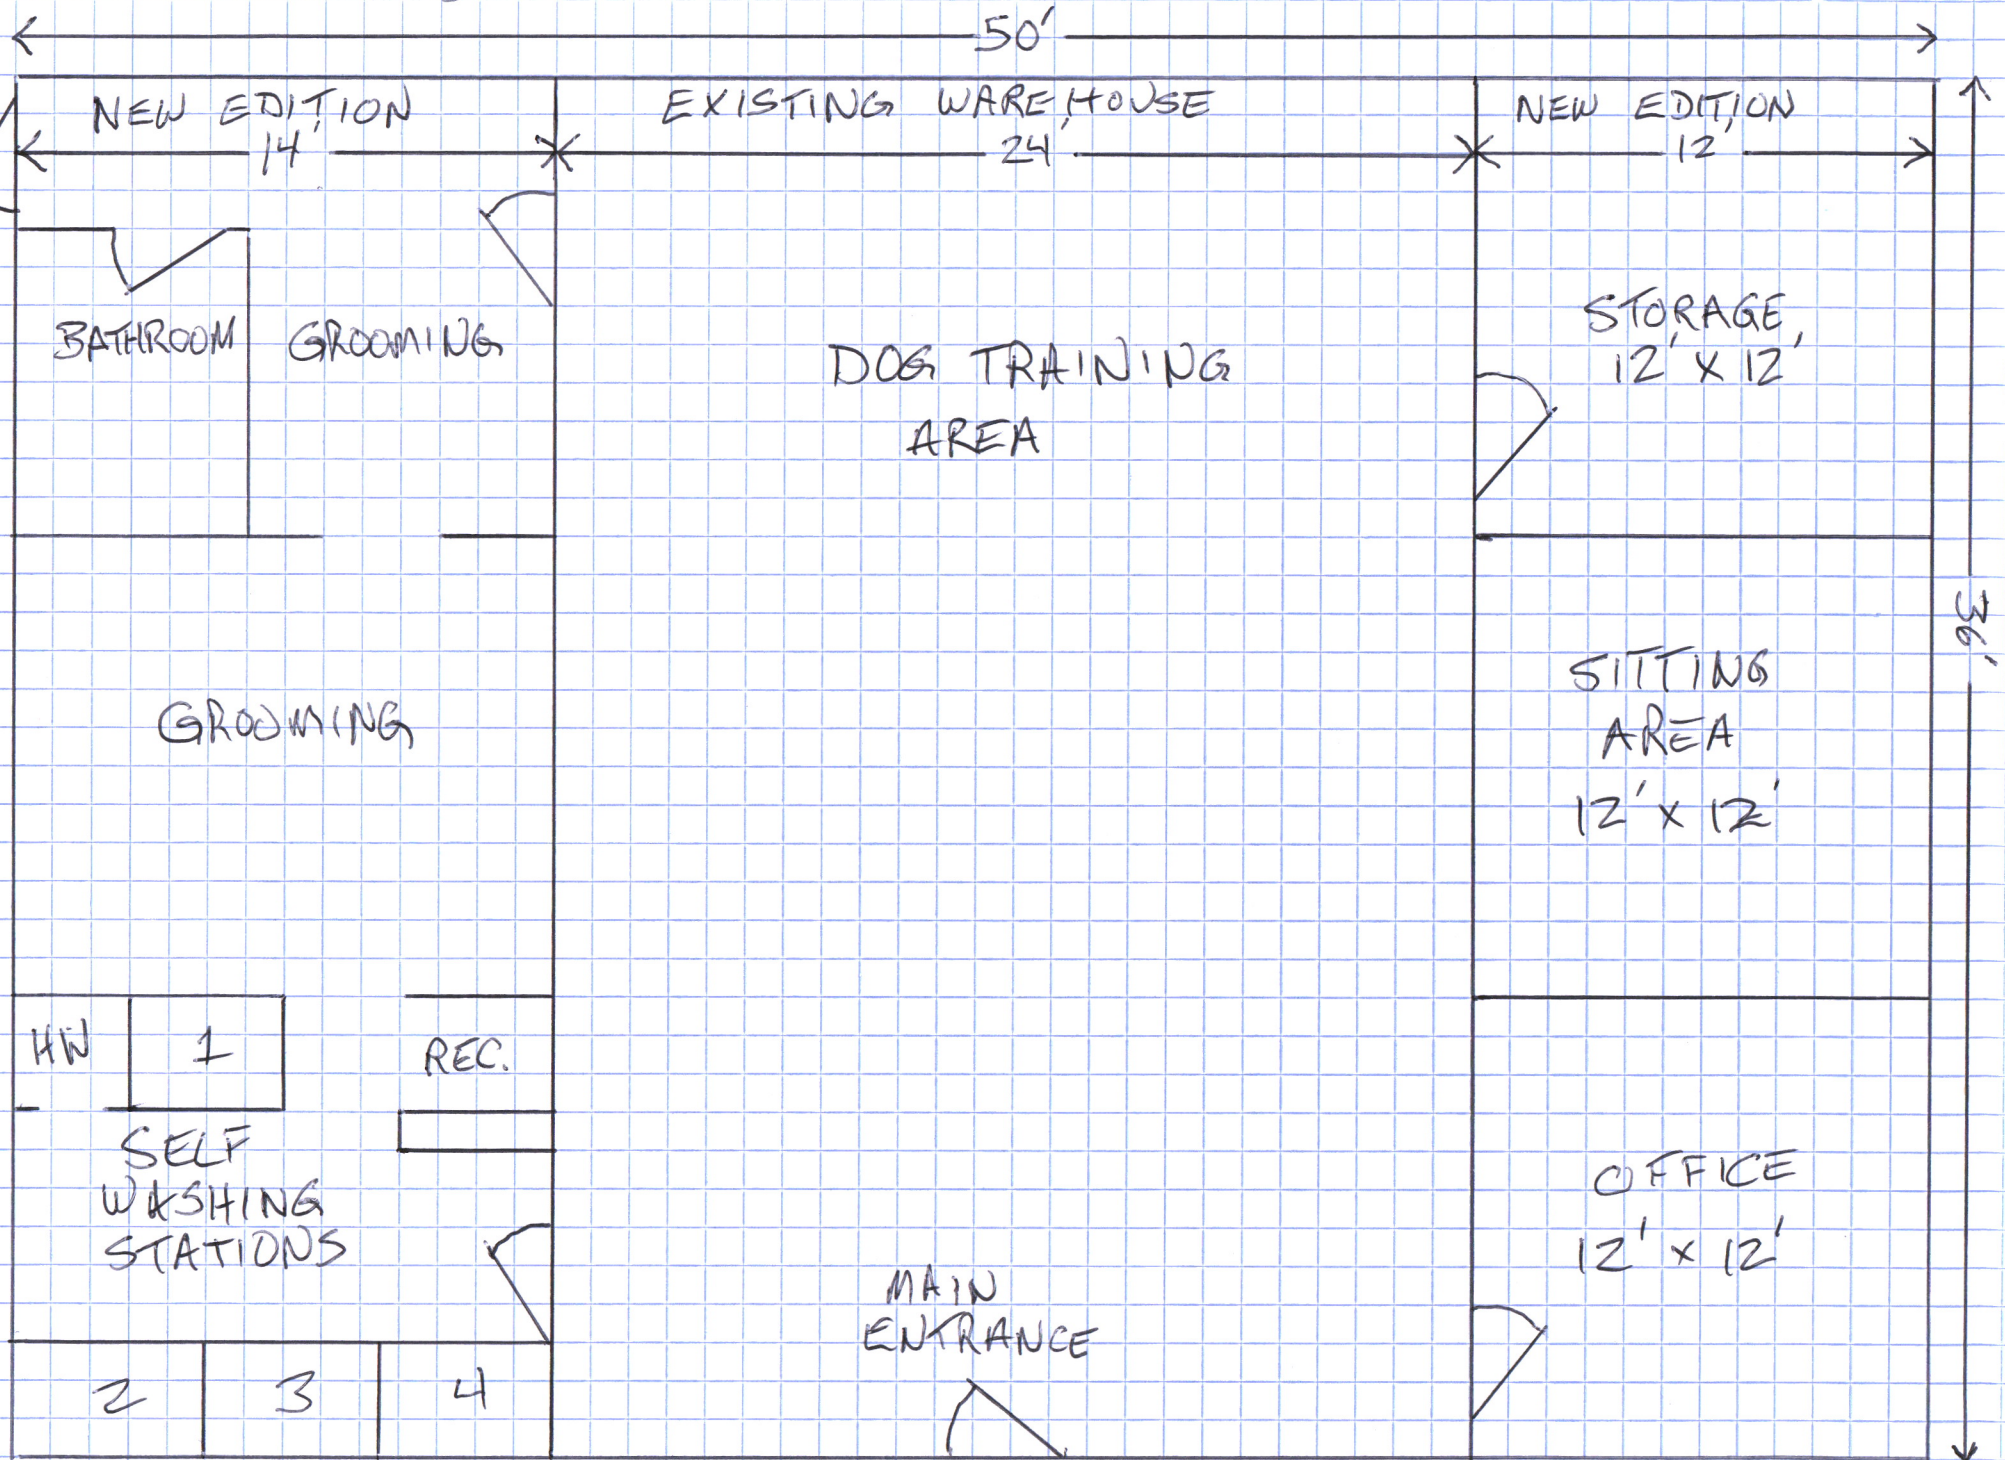 50'
NEW EDITION
14'
EXISTING WAREHOUSE
24'
NEW EDITION
12'
BATHROOM
GROOMING
DOG TRAINING
AREA
STORAGE
12' X 12'
GROOMING
SITTING
AREA
12' X 12'
36'
HW
1
REC.
SELF
WASHING
STATIONS
2
3
4
MAIN
ENTRANCE
OFFICE
12' X 12'